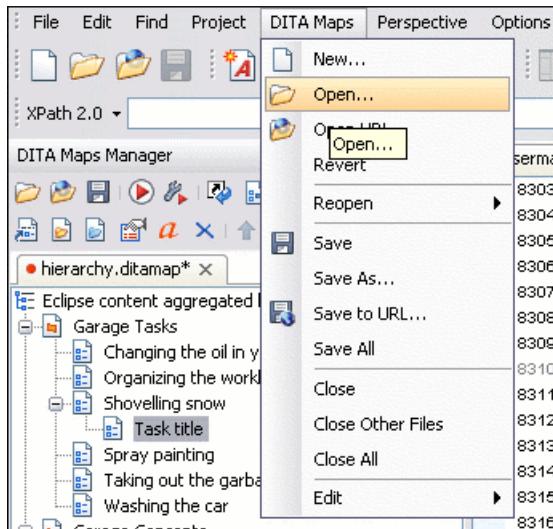 File Edit Find Project DITA Maps Perspective Options
XPath 2.0
DITA Maps Manager
hierarchy.ditamap*
Eclipse content aggregated
Garage Tasks
Changing the oil in
Organizing the
Shovelling snow
Task title
Spray painting
Taking out the
Washing the car
New...
Open...
Open...
Revert
Reopen
Save
Save As...
Save to URL...
Save All
Close
Close Other Files
Close All
Edit
8303
8304
8305
8306
8307
8308
8309
8310
8311
8312
8313
8314
8315
8316